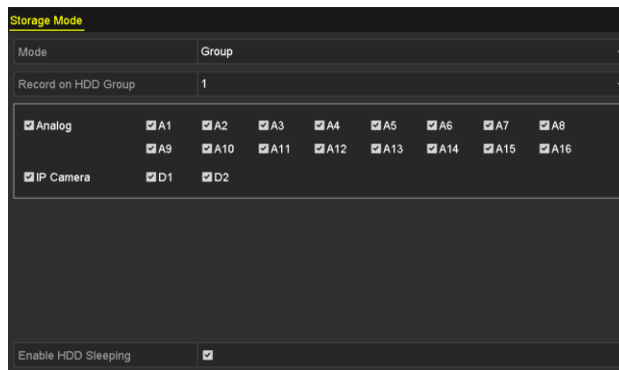 Storage Mode
Mode Group
Record on HDD Group 1
Analog A1 A2 A3 A4 A5 A6 A7 A8
A9 A10 A11 A12 A13 A14 A15 A16
IP Camera D1 D2
Enable HDD Sleeping